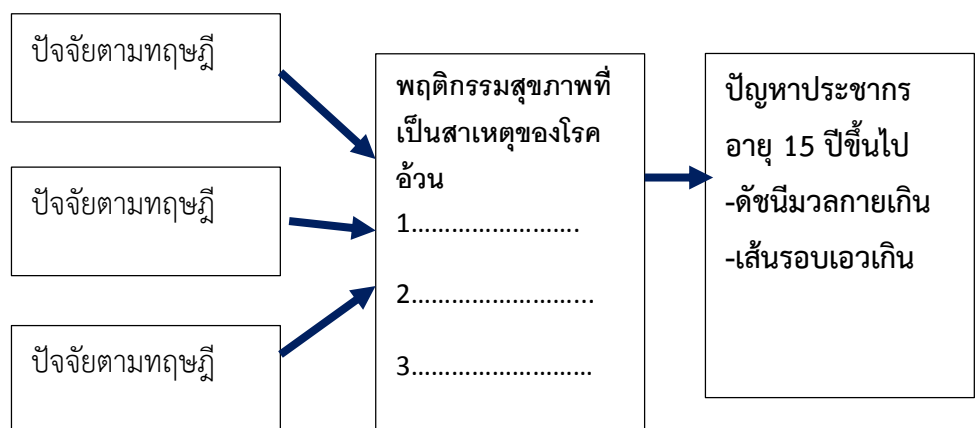 ปัจจัยตามทฤษฎี
ปัจจัยตามทฤษฎี
ปัจจัยตามทฤษฎี
พฤติกรรมสุขภาพที่
เป็นสาเหตุของโรค
อ้วน
1…………………….
2……………………...
3………………………
ปัญหาประชากร
อายุ 15 ปีขึ้นไป
-ดัชนีมวลกายเกิน
-เส้นรอบเอวเกิน